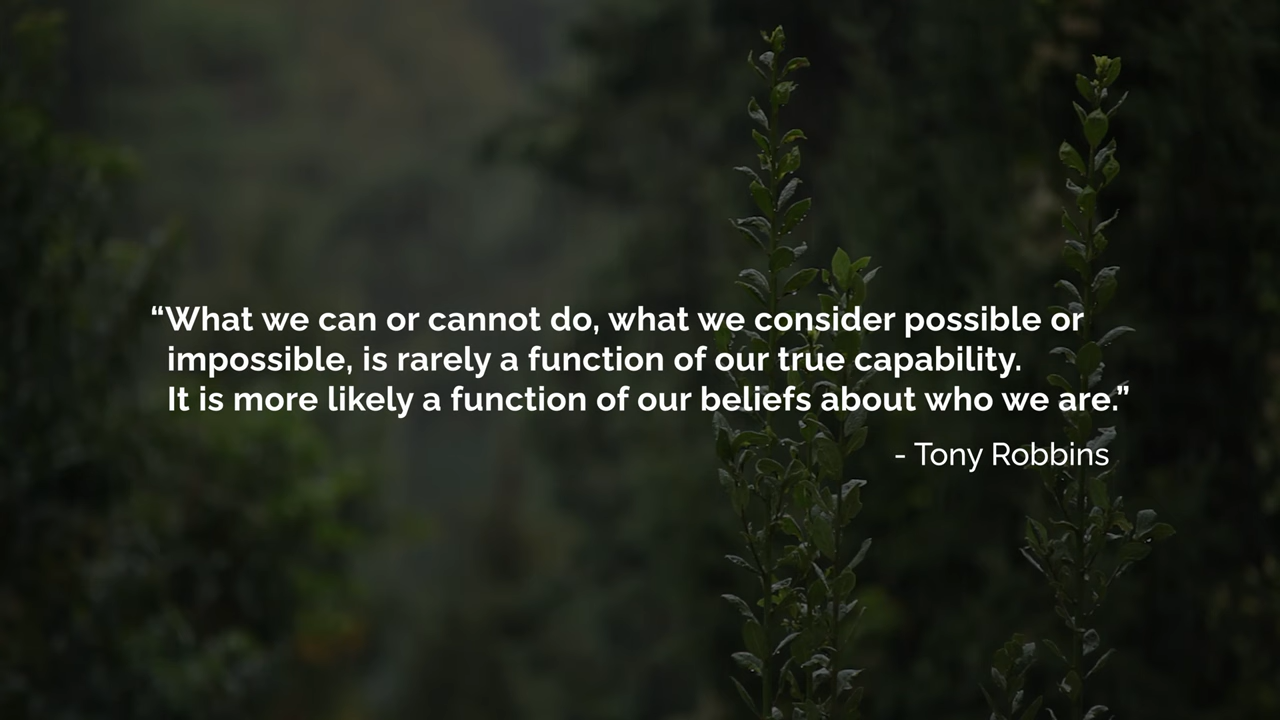 “What we can or cannot do, what we consider possible or
impossible, is rarely a function of our true capability.
It is more likely a function of our beliefs about who we are.”
- Tony Robbins